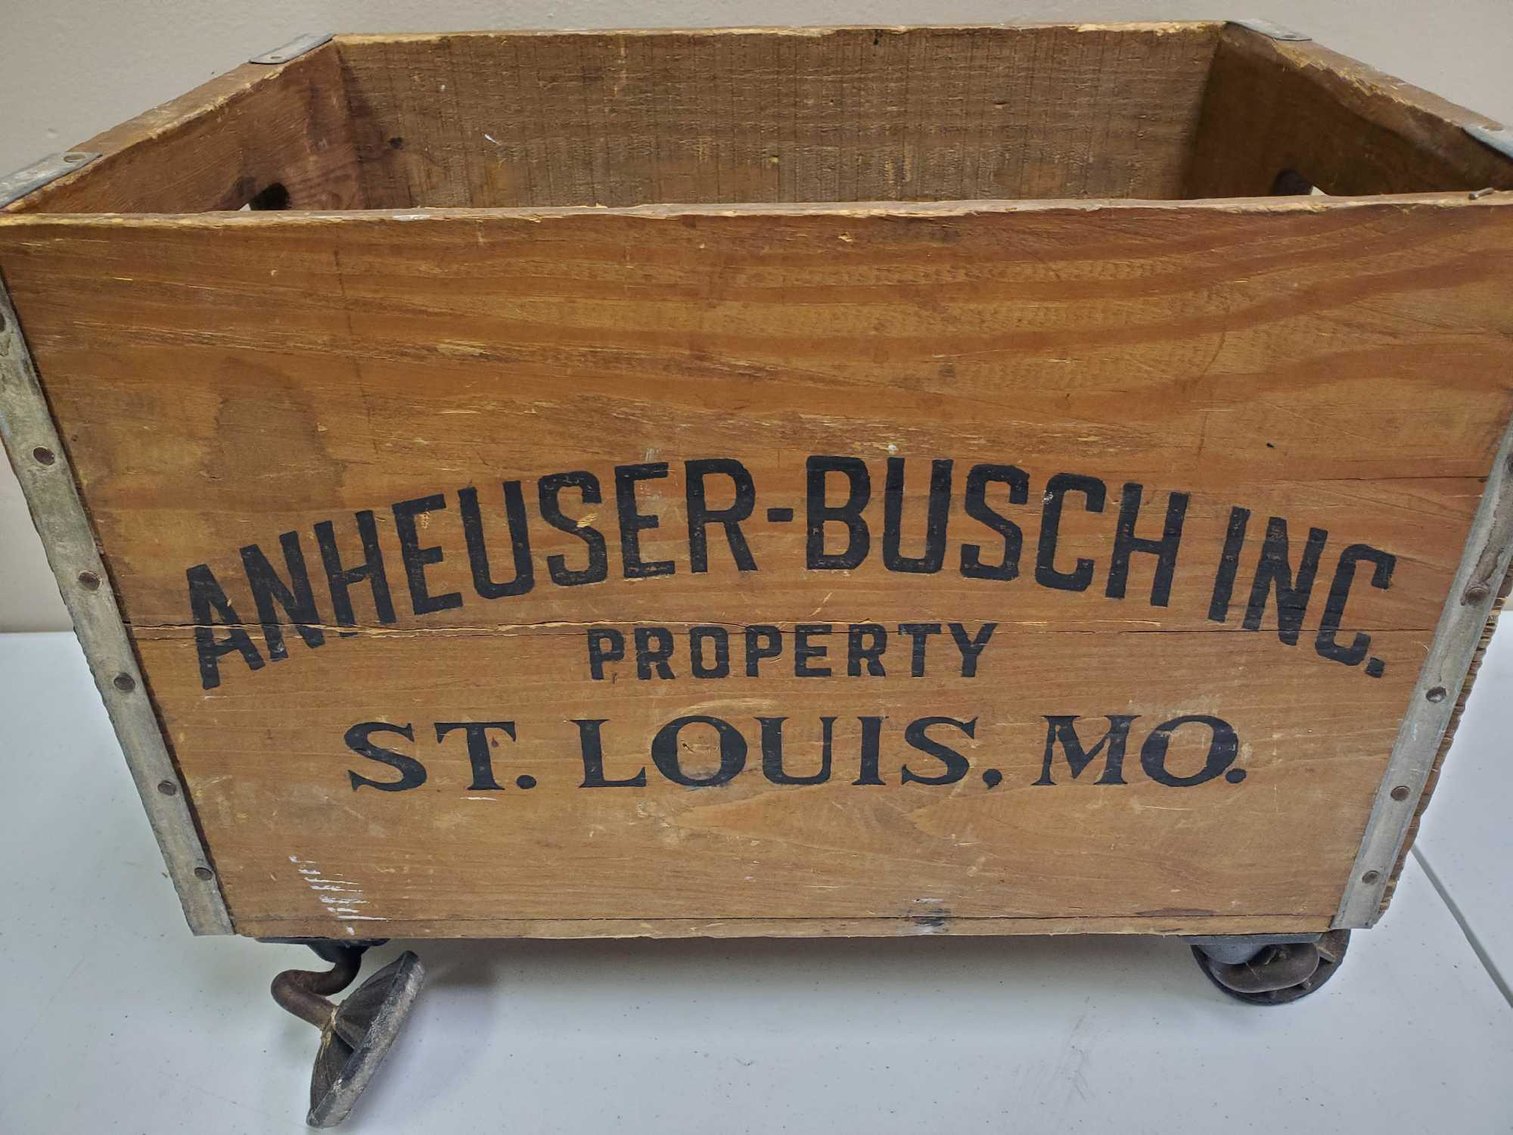 ANHEUSER-BUSCH INC.
PROPERTY
ST. LOUIS, MO.